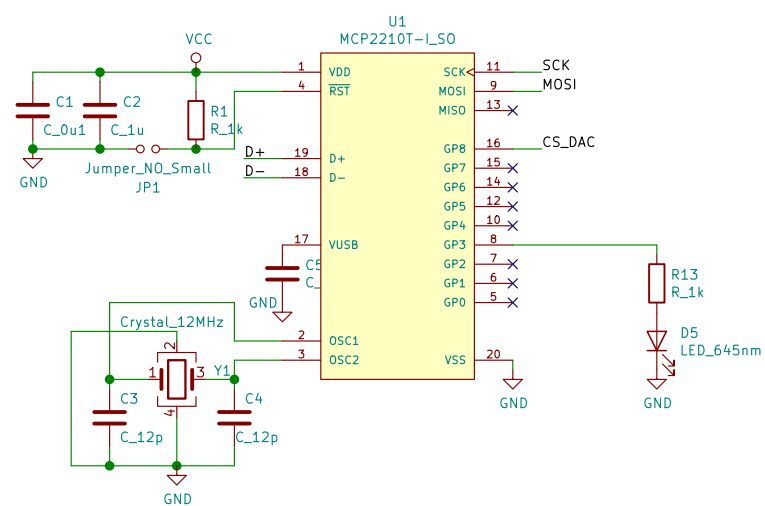 U1
MCP2210T-I_SO
VCC
1 VDD
4 RST
19 D+
18 D-
17 VUSB
2 OSC1
3 OSC2
SCK 11 SCK
MOSI 9 MOSI
MISO 13
GP8 16 CS_DAC
GP7 15
GP6 14
GP5 12
GP4 10
GP3 8
GP2 7
GP1 6
GP0 5
VSS 20
GND
C1
C_0u1
C2
C_1u
R1
R_1k
GND
Jumper_NO_Small
JP1
D+
D-
C5
C_
GND
Crystal_12MHz
Y1
1
2
3
4
C3
C_12p
C4
C_12p
GND
R13
R_1k
D5
LED_645nm
GND